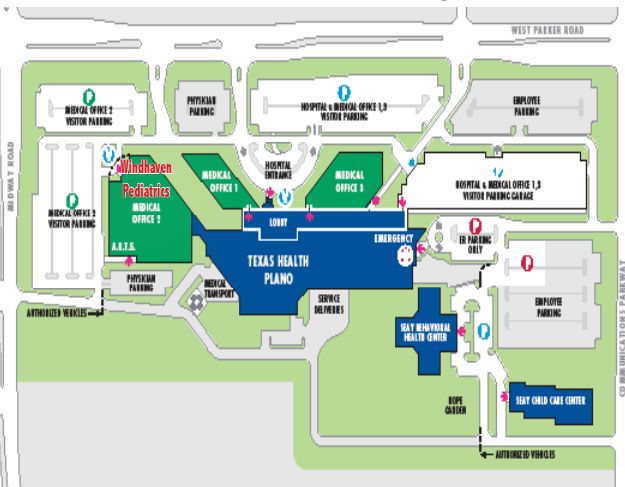 WEST PARKER ROAD
P
MEDICAL OFFICE 2
VISITOR PARKING
PHYSICIAN
PARKING
P
HOSPITAL & MEDICAL OFFICE 1,3
VISITOR PARKING
EMPLOYEE
PARKING
MIDWAY ROAD
Windhaven
Pediatrics
MEDICAL
OFFICE 2
MEDICAL
OFFICE 1
HOSPITAL
ENTRANCE
MEDICAL
OFFICE 3
HOSPITAL & MEDICAL OFFICE 1,3
VISITOR PARKING GARAGE
P
MEDICAL OFFICE 2
VISITOR PARKING
A.R.T.S.
LOBBY
EMERGENCY
P
ER PARKING
ONLY
TEXAS HEALTH
PLANO
P
PHYSICIAN
PARKING
MEDICAL
TRANSPORT
SERVICE
DELIVERIES
EMPLOYEE
PARKING
AUTHORIZED VEHICLES
SEAY BEHAVIORAL
HEALTH CENTER
P
COMMUNICATIONS PARKWAY
HOPE
GARDEN
SEAY CHILD CARE CENTER
AUTHORIZED VEHICLES